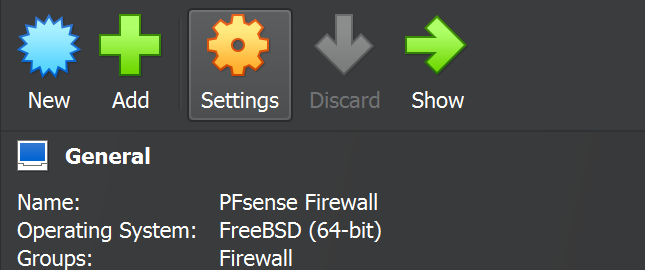 New Add Settings Discard Show
General
Name: PFsense Firewall
Operating System: FreeBSD (64-bit)
Groups: Firewall